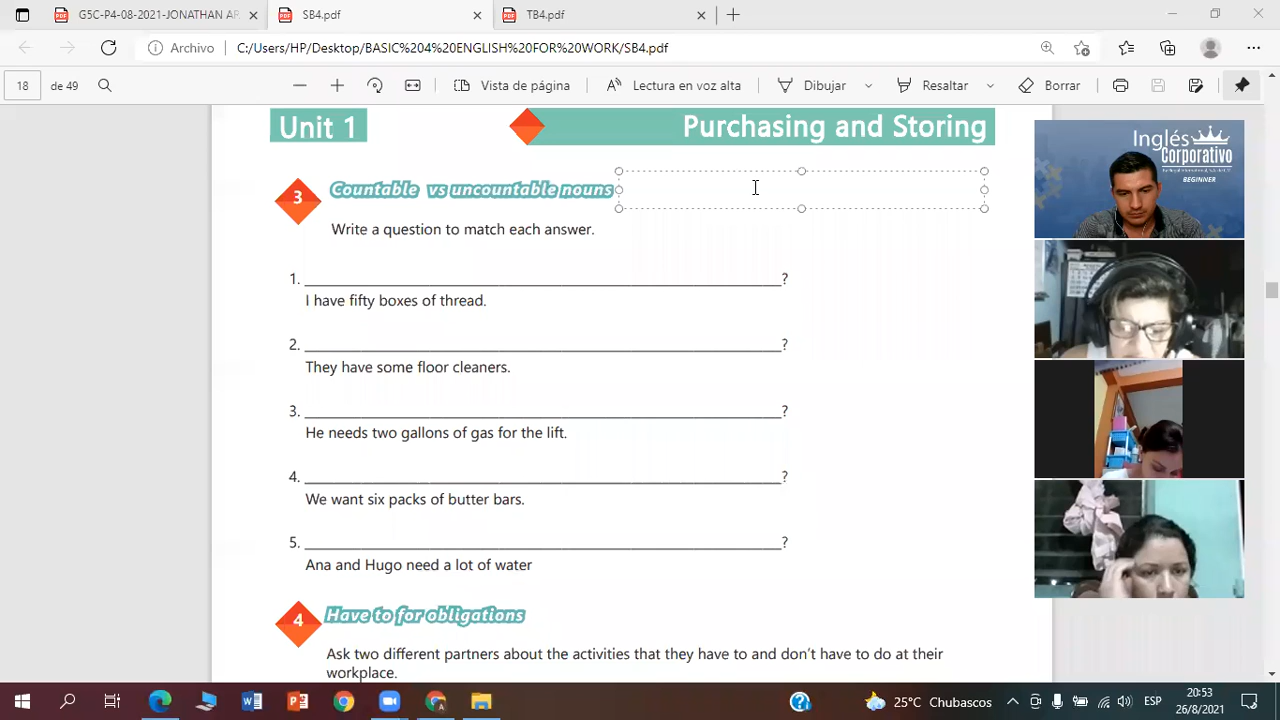 G5C-P4-08-2021-JONATHAN AP
SB4.pdf
TB4.pdf
Archivo
C:/Users/HP/Desktop/BASIC%204%20ENGLISH%20FOR%20WORK/SB4.pdf
18
de 49
Vista de página
Lectura en voz alta
Dibujar
Resaltar
Borrar
Unit 1
Purchasing and Storing
3
Countable vs uncountable nouns
Write a question to match each answer.
1. ______________________________?
I have fifty boxes of thread.
2. ______________________________?
They have some floor cleaners.
3. ______________________________?
He needs two gallons of gas for the lift.
4. ______________________________?
We want six packs of butter bars.
5. ______________________________?
Ana and Hugo need a lot of water
4
Have to for obligations
Ask two different partners about the activities that they have to and don't have to do at their
workplace.
Inglés
Corporativo
BEGINNER
25°C Chubascos
ESP
20:53
26/8/2021